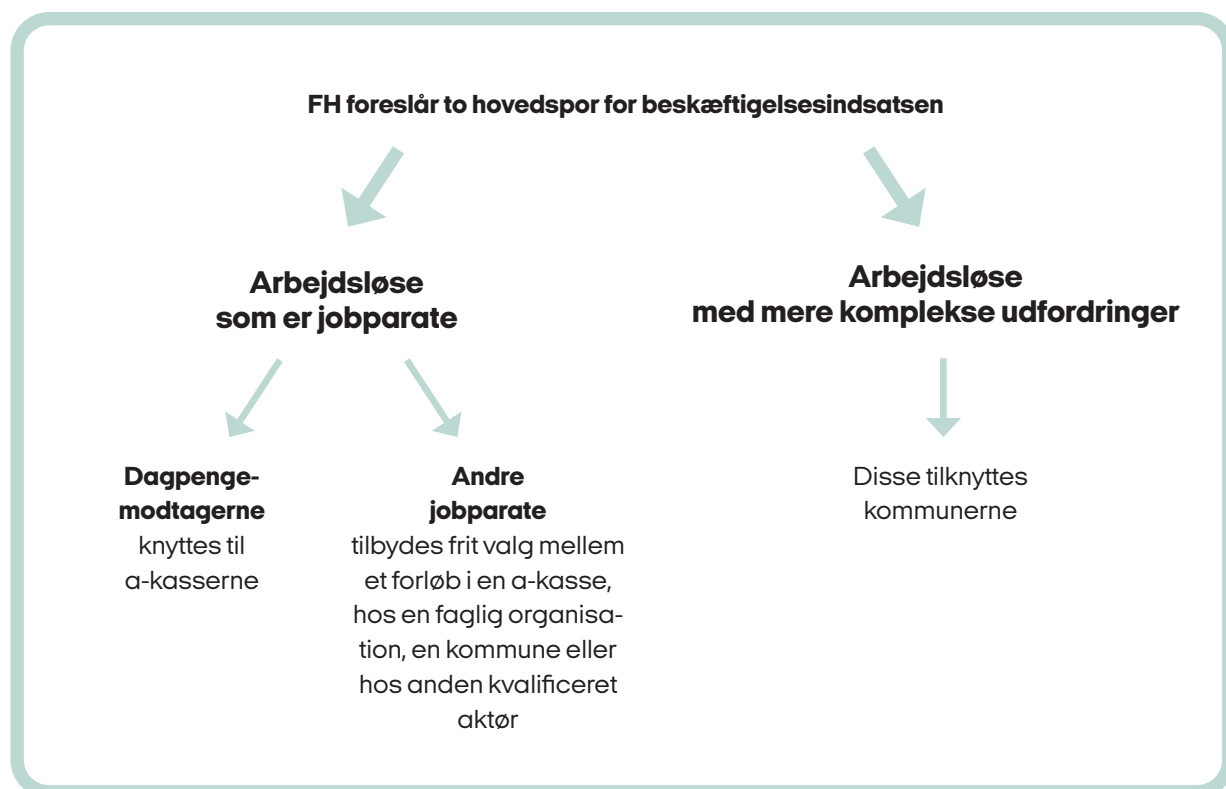 FH foreslår to hovedspor for beskæftigelsesindsatsen
Arbejdsløse
som er jobparate
Dagpenge-
modtagerne
knyttes til
a-kasserne
Andre
jobparate
tilbydes frit valg mellem
et forløb i en a-kasse,
hos en faglig organisa-
tion, en kommune eller
hos anden kvalificeret
aktør
Arbejdsløse
med mere komplekse udfordringer
Disse tilknyttes
kommunerne